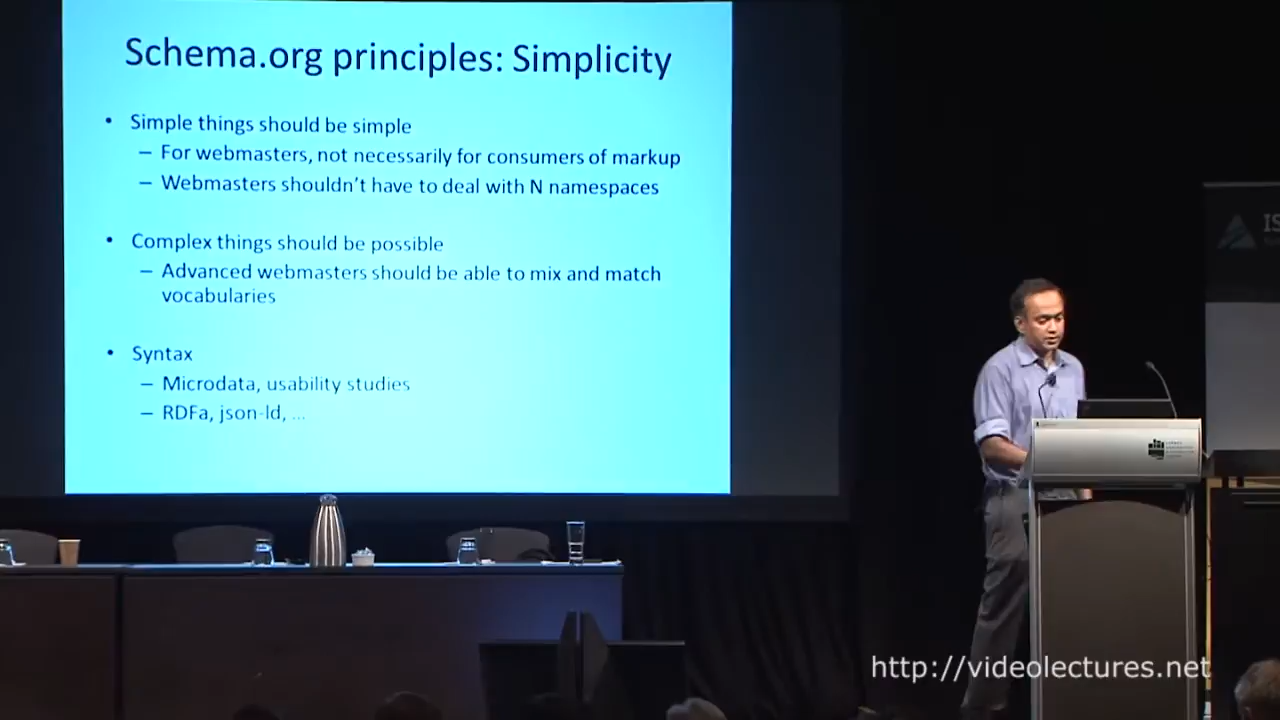 Schema.org principles: Simplicity
• Simple things should be simple
– For webmasters, not necessarily for consumers of markup
– Webmasters shouldn't have to deal with N namespaces
• Complex things should be possible
– Advanced webmasters should be able to mix and match
vocabularies
• Syntax
– Microdata, usability studies
– RDFa, json-ld, ...
IS
http://videolectures.net